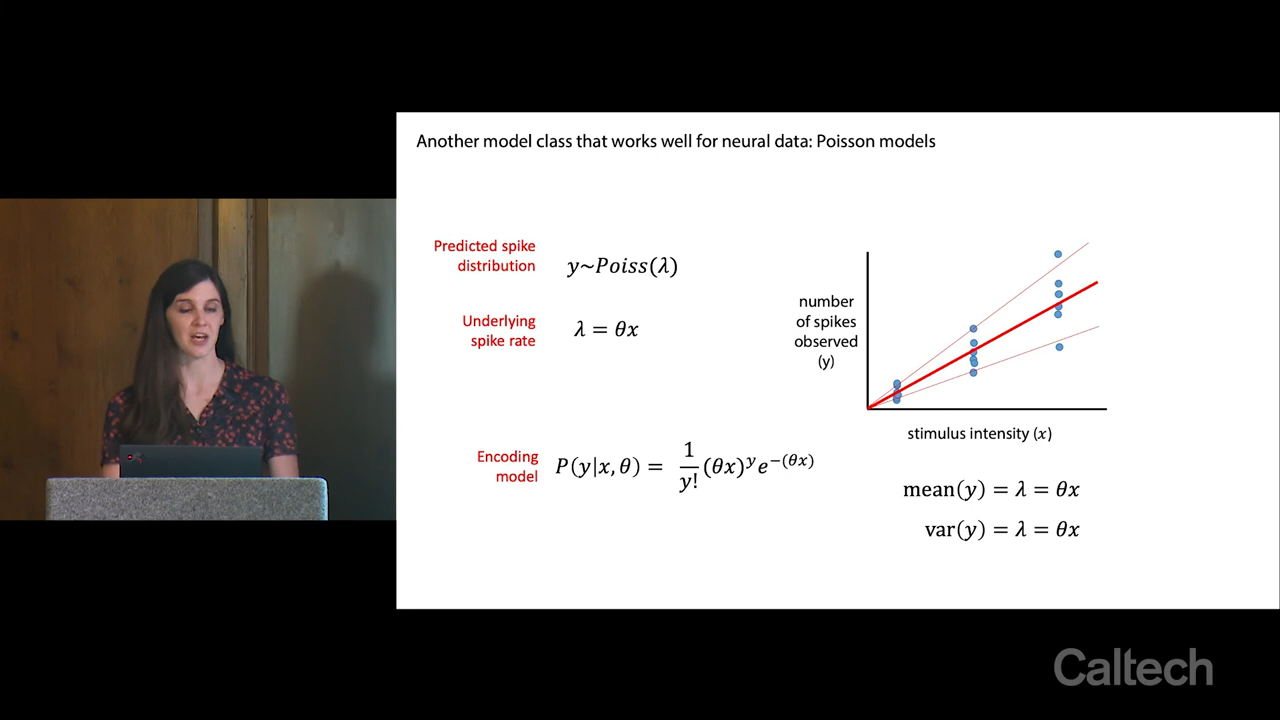 Another model class that works well for neural data: Poisson models
Predicted spike
distribution
y~Poiss(λ)
Underlying
spike rate
λ = θx
Encoding
model
P(y|x, θ) = 1/y! (θx)^y e^−(θx)
number
of spikes
observed
(y)
stimulus intensity (x)
mean(y) = λ = θx
var(y) = λ = θx
Caltech